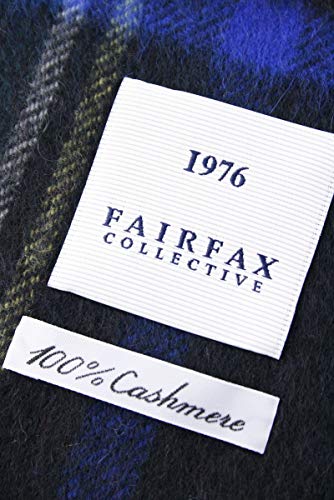 1976
FAIRFAX
COLLECTIVE
100% Cashmere